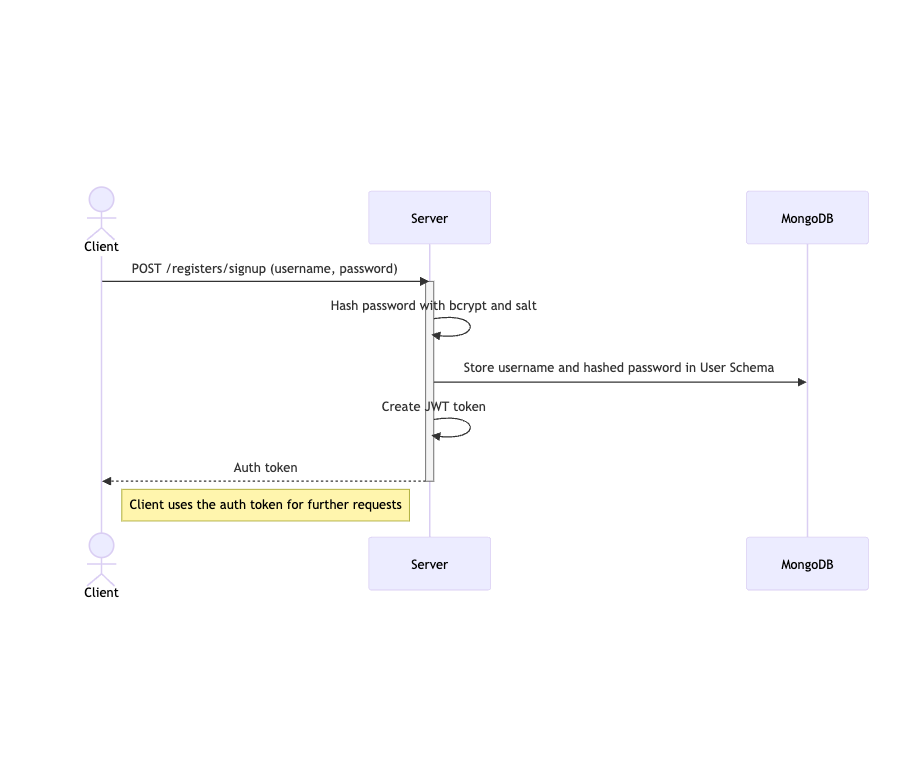 Client
Server
MongoDB
POST /registers/signup (username, password)
Hash password with bcrypt and salt
Store username and hashed password in User Schema
Create JWT token
Auth token
Client uses the auth token for further requests
Client
Server
MongoDB